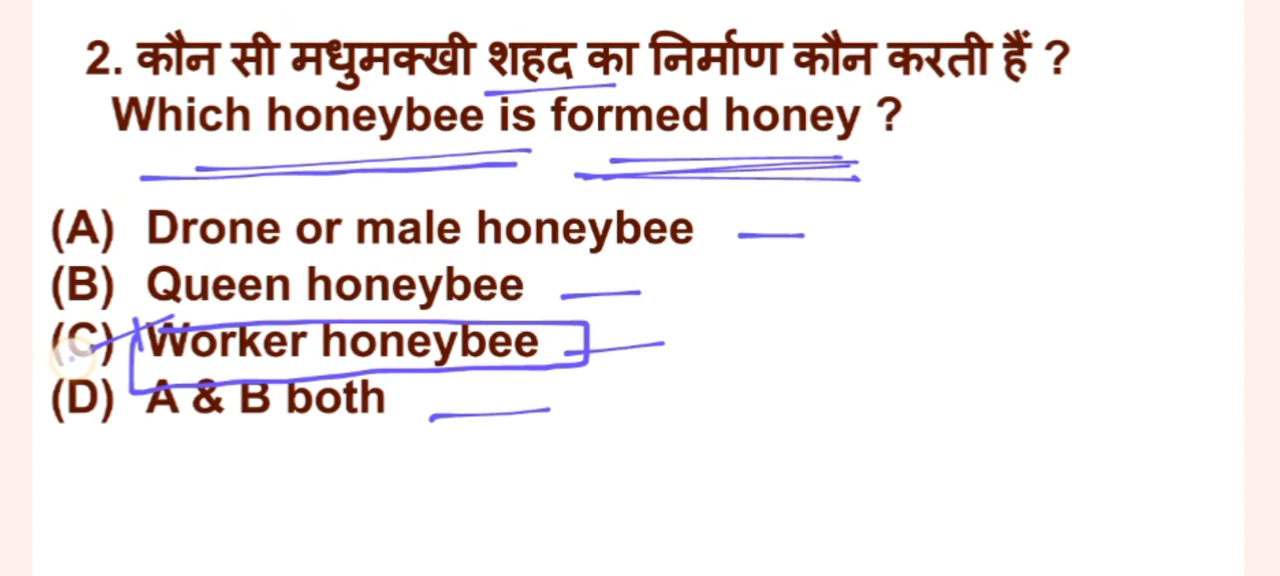 2. कौन सी मधुमक्खी शहद का निर्माण कौन करती हैं ?
Which honeybee is formed honey ?
(A) Drone or male honeybee
(B) Queen honeybee
(C) Worker honeybee
(D) A & B both